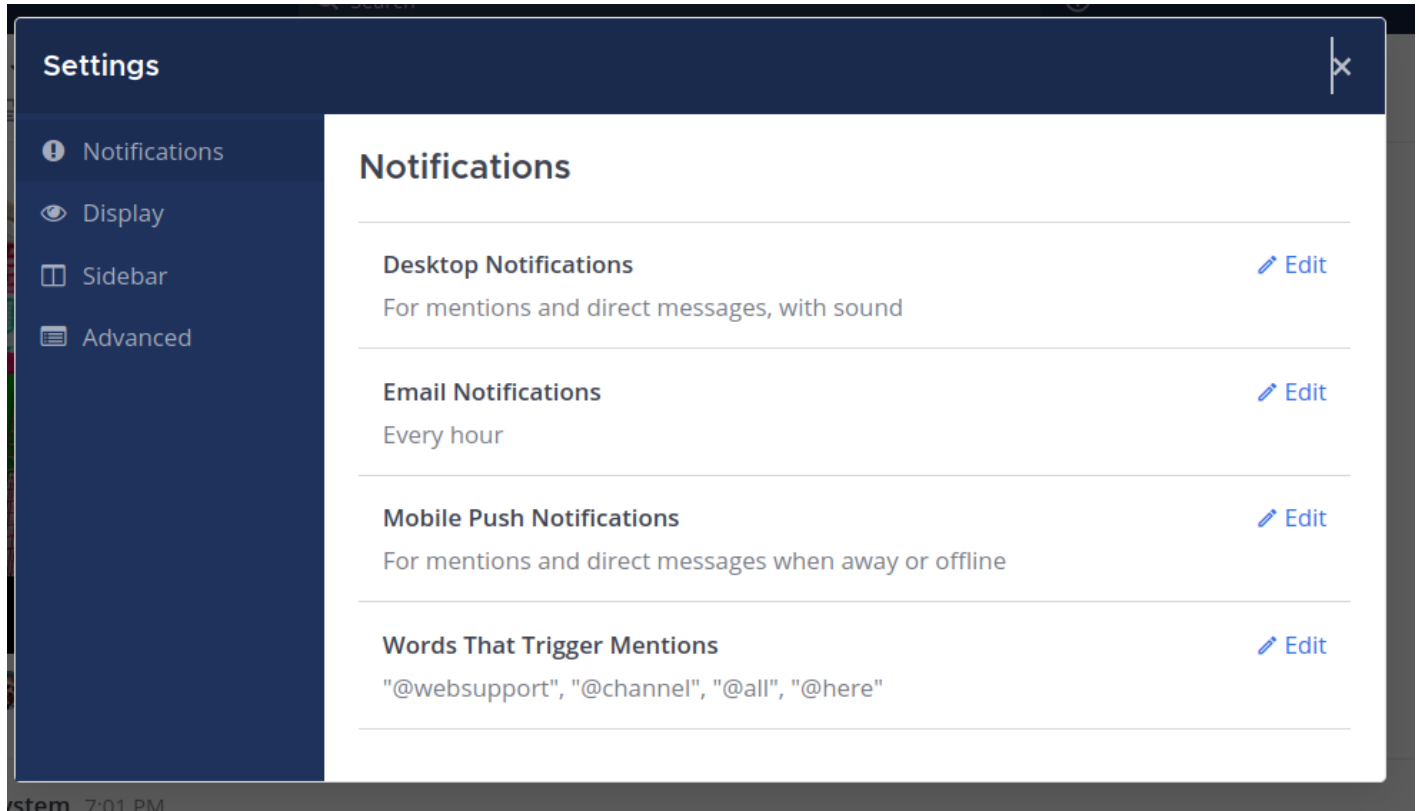 Search
Settings
Notifications
Display
Sidebar
Advanced
Notifications
Desktop Notifications
Edit
For mentions and direct messages, with sound
Email Notifications
Edit
Every hour
Mobile Push Notifications
Edit
For mentions and direct messages when away or offline
Words That Trigger Mentions
Edit
"@websupport", "@channel", "@all", "@here"
ystem 7:01 PM